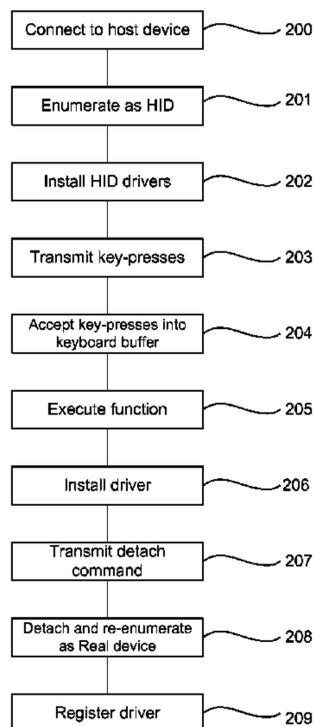 Connect to host device 200
Enumerate as HID 201
Install HID drivers 202
Transmit key-presses 203
Accept key-presses into
keyboard buffer 204
Execute function 205
Install driver 206
Transmit detach
command 207
Detach and re-enumerate
as Real device 208
Register driver 209